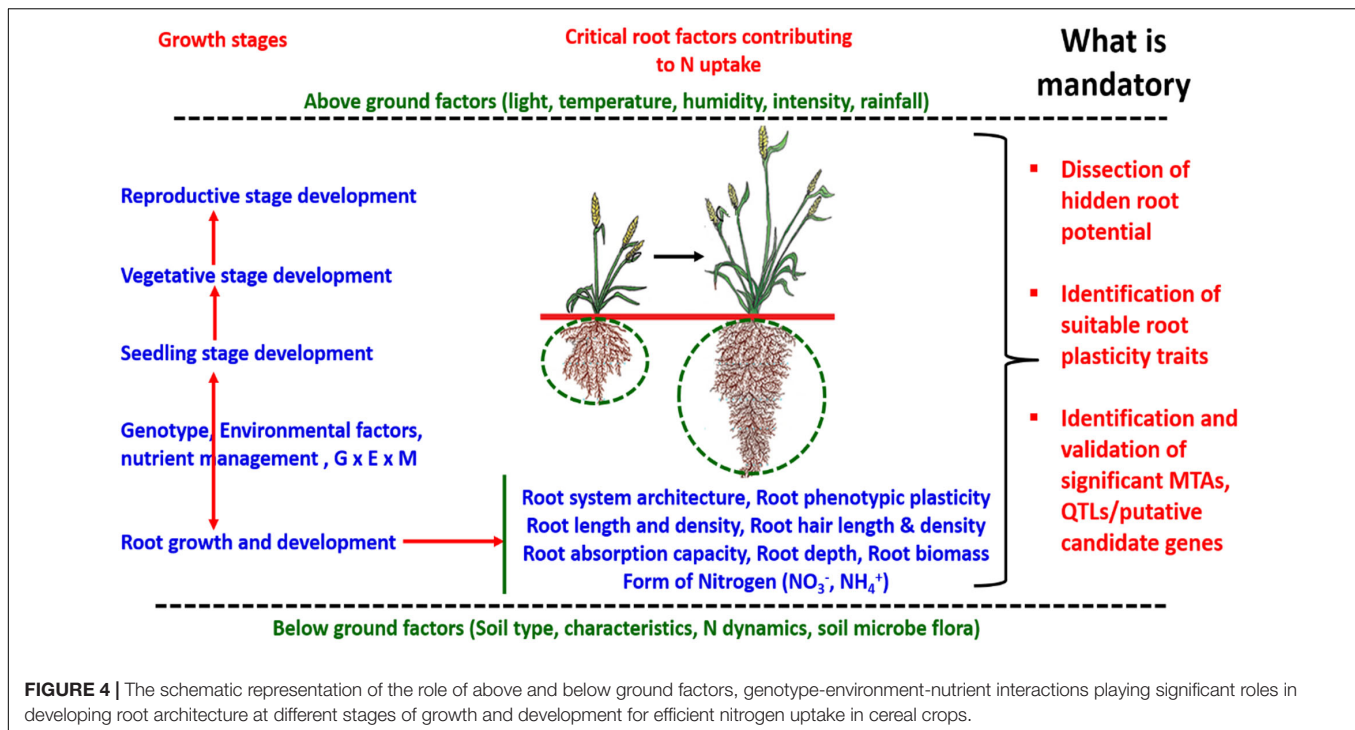 Growth stages
Critical root factors contributing
to N uptake
What is
mandatory
Above ground factors (light, temperature, humidity, intensity, rainfall)
Reproductive stage development
Vegetative stage development
Seedling stage development
Genotype, Environmental factors,
nutrient management , G x E x M
Root growth and development
Root system architecture, Root phenotypic plasticity
Root length and density, Root hair length & density
Root absorption capacity, Root depth, Root biomass
Form of Nitrogen (NO₃⁻, NH₄⁺)
▪ Dissection of
hidden root
potential
▪ Identification of
suitable root
plasticity traits
▪ Identification and
validation of
significant MTAs,
QTLs/putative
candidate genes
Below ground factors (Soil type, characteristics, N dynamics, soil microbe flora)
FIGURE 4 | The schematic representation of the role of above and below ground factors, genotype-environment-nutrient interactions playing significant roles in
developing root architecture at different stages of growth and development for efficient nitrogen uptake in cereal crops.